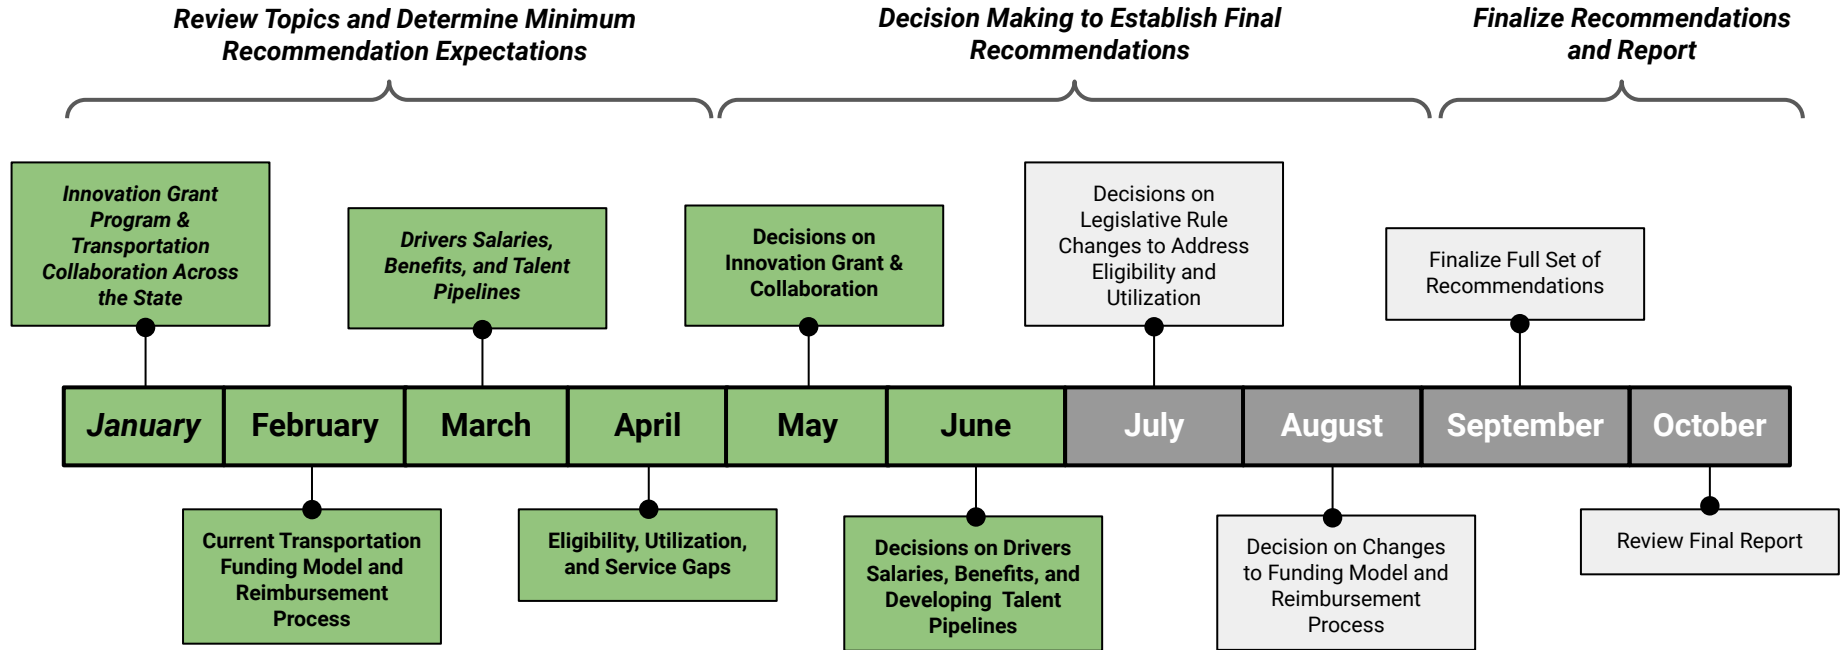 Review Topics and Determine Minimum
Recommendation Expectations
Decision Making to Establish Final
Recommendations
Finalize Recommendations
and Report
Innovation Grant
Program &
Transportation
Collaboration Across
the State
Drivers Salaries,
Benefits, and Talent
Pipelines
Decisions on
Innovation Grant &
Collaboration
Decisions on
Legislative Rule
Changes to Address
Eligibility and
Utilization
Finalize Full Set of
Recommendations
January
February
March
April
May
June
July
August
September
October
Current Transportation
Funding Model and
Reimbursement
Process
Eligibility, Utilization,
and Service Gaps
Decisions on Drivers
Salaries, Benefits, and
Developing Talent
Pipelines
Decision on Changes
to Funding Model and
Reimbursement
Process
Review Final Report